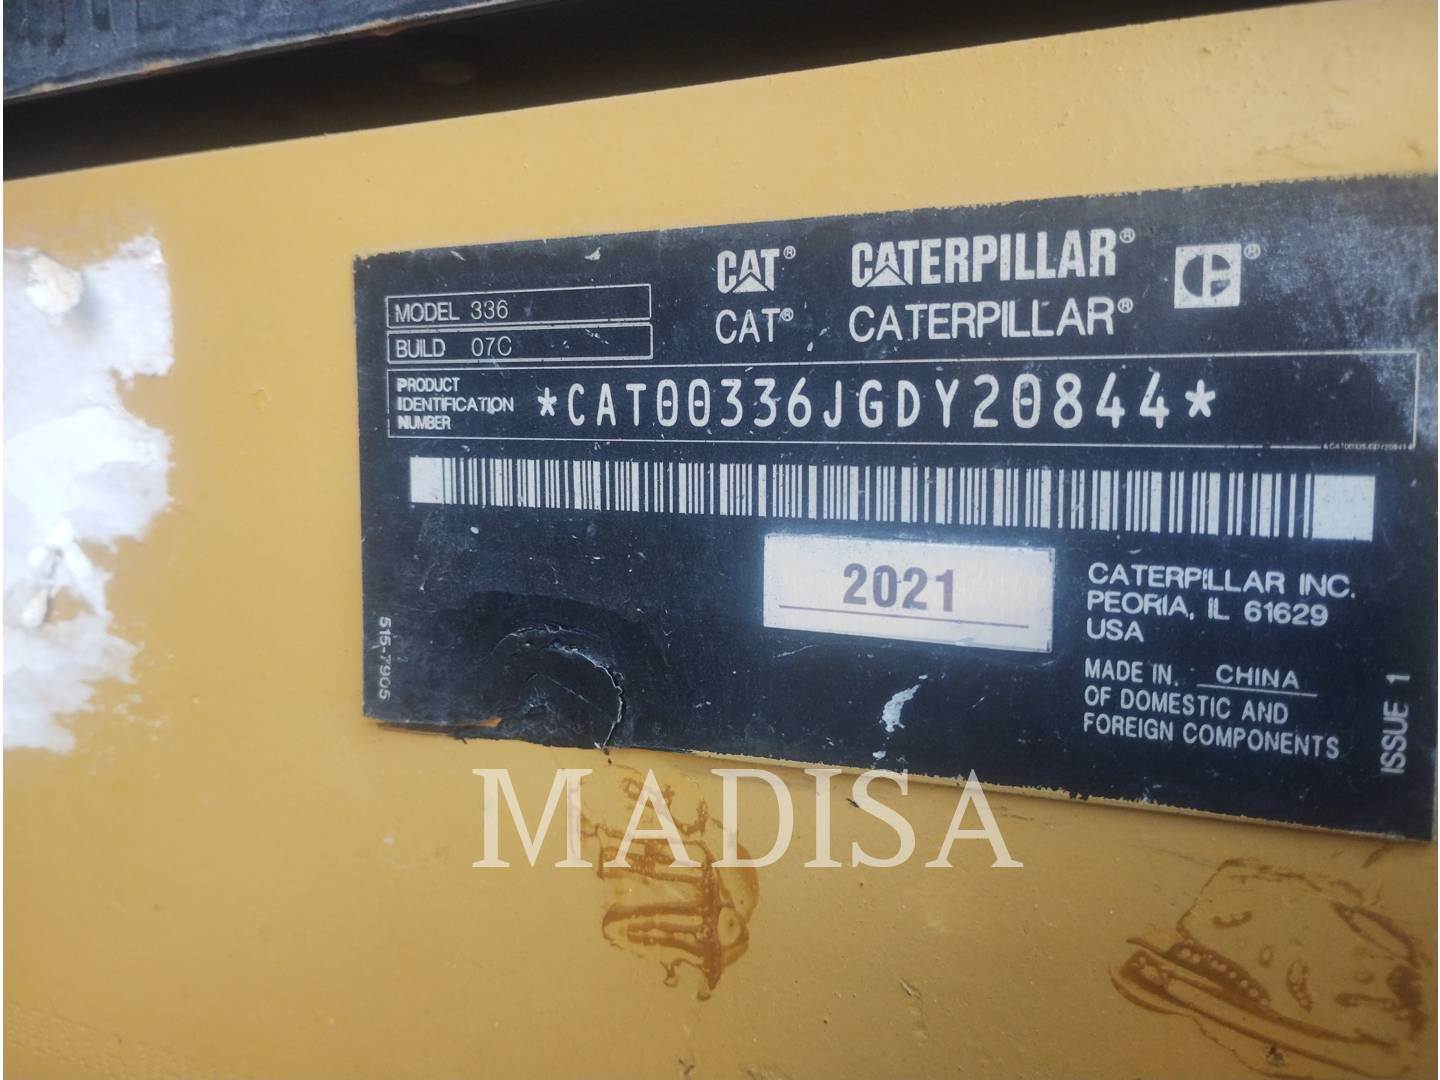 CAT® CATERPILLAR® ®
CAT® CATERPILLAR®
MODEL 336
BUILD 07C
PRODUCT
IDENTIFICATION
NUMBER
*CAT00336JGDY20844*
2021
CATERPILLAR INC.
PEORIA, IL 61629
USA
MADE IN. CHINA
OF DOMESTIC AND
FOREIGN COMPONENTS
515-7905
ISSUE 1
MADISA